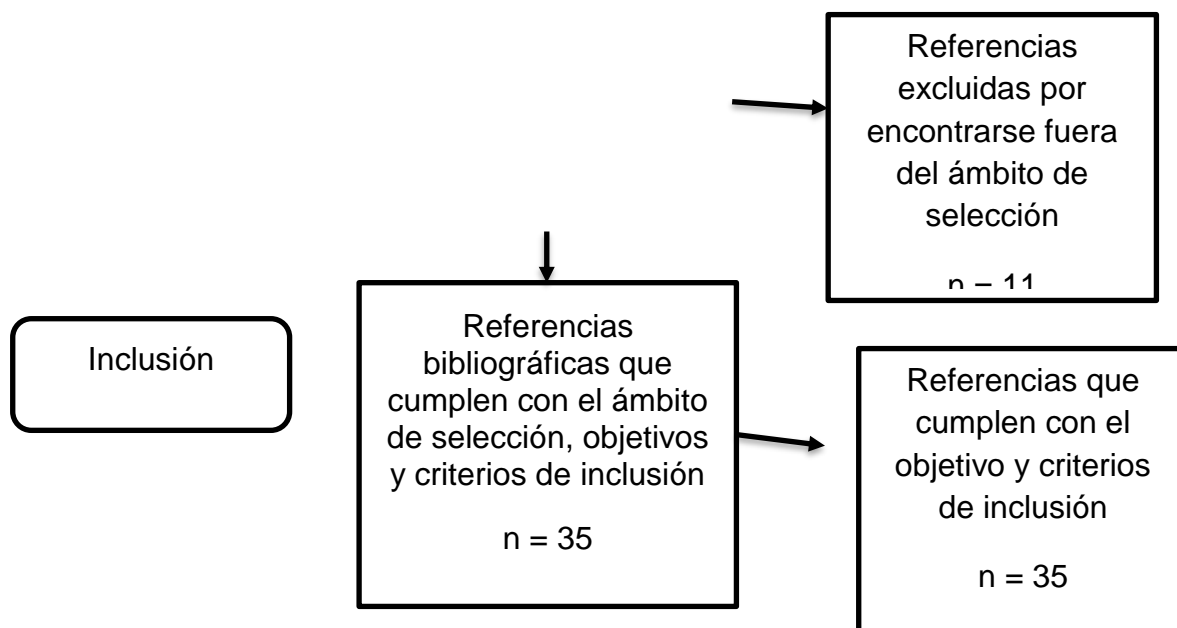 Referencias
excluidas por
encontrarse fuera
del ámbito de
selección
n = 11
Inclusión
Referencias
bibliográficas que
cumplen con el ámbito
de selección, objetivos
y criterios de inclusión
n = 35
Referencias que
cumplen con el
objetivo y criterios
de inclusión
n = 35